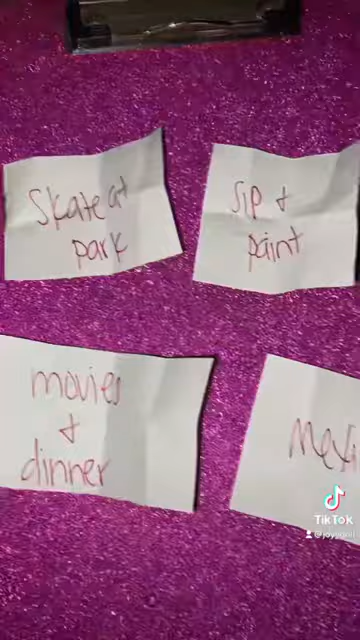 Skate at
park
Sip &
paint
movies
&
dinner
TikTok